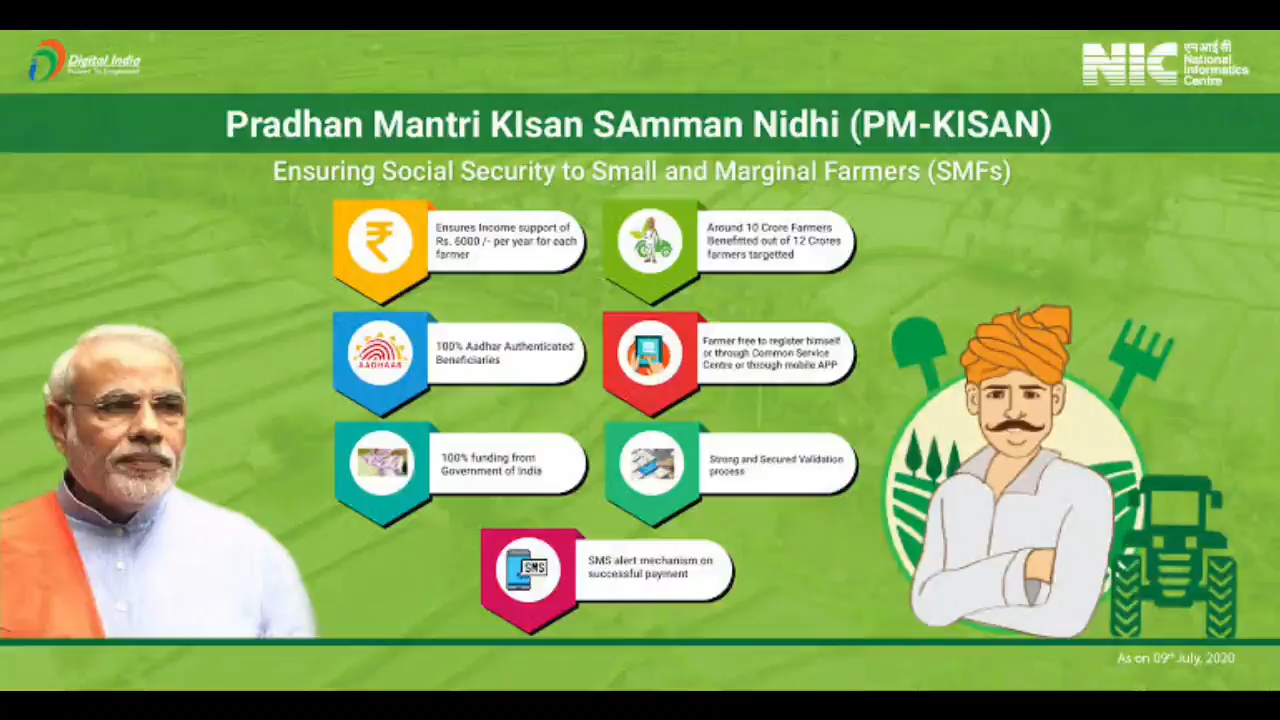 Digital India
Power To Empower
NIC
एन आई सी
National
Informatics
Centre
Pradhan Mantri KIsan SAmman Nidhi (PM-KISAN)
Ensuring Social Security to Small and Marginal Farmers (SMFs)
Ensures Income support of
Rs. 6000 /- per year for each
farmer
Around 10 Crore Farmers
Benefitted out of 12 Crores
farmers targetted
AADHAAR
100% Aadhar Authenticated
Beneficiaries
Farmer free to register himself
or through Common Service
Centre or through mobile APP
100% funding from
Government of India
Strong and Secured Validation
process
SMS
SMS alert mechanism on
successful payment
As on 09th July, 2020